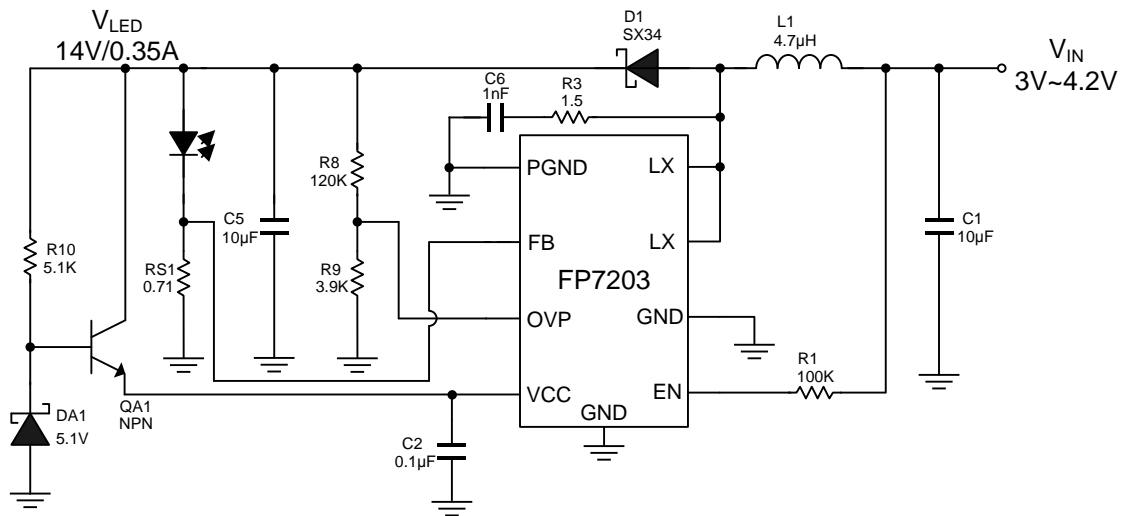 V_LED
14V/0.35A
D1
SX34
L1
4.7µH
V_IN
3V~4.2V
C6
1nF
R3
1.5
R8
120K
PGND
LX
C5
10µF
FB
LX
C1
10µF
R10
5.1K
RS1
0.71
R9
3.9K
FP7203
OVP
GND
R1
100K
VCC
EN
GND
QA1
NPN
DA1
5.1V
C2
0.1µF